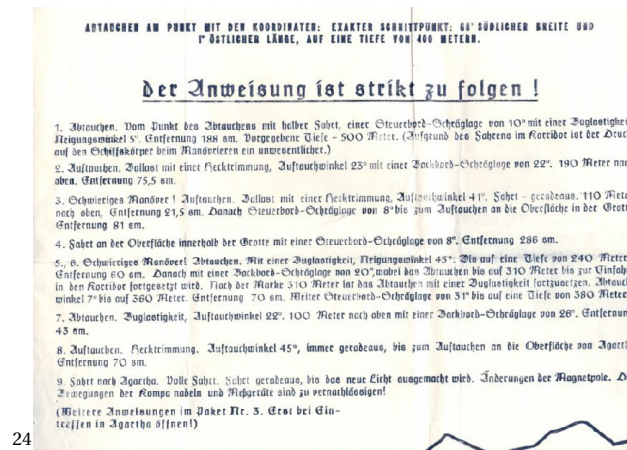 ABTAUCHEN AM PUNKT MIT DEN KOORDINATEN: EXAKTER SCHNITTPUNKT: 68° SÜDLICHER BREITE UND
1° ÖSTLICHER LÄNGE, AUF EINE TIEFE VON 400 METERN.
Der Anweisung ist strikt zu folgen !
1. Abtauchen. Vom Punkt des Abtauchens mit halber Fahrt, einer Steuerbord-Schräglage von 10° mit einer Buglastigkei
Neigungswinkel 5°. Entfernung 188 sm. Vorgegebene Tiefe - 500 Meter. (Aufgrund des Fahrens im Korridor ist der Druc
auf den Schiffskörper beim Manövrieren ein unwesentlicher.)
2. Auftauchen. Ballast mit einer Hecktrimmung, Auftauchwinkel 23° mit einer Backbord-Schräglage von 22°. 190 Meter nac
oben. Entfernung 75,5 sm.
3. Schwieriges Manöver ! Auftauchen. Ballast mit einer Hecktrimmung, Auftauchwinkel 41°. Fahrt - geradeaus. 110 Mete
nach oben, Entfernung 21,5 sm. Danach Steuerbord-Schräglage von 8° bis zum Auftauchen an die Oberfläche in der Grott
Entfernung 81 sm.
4. Fahrt an der Oberfläche innerhalb der Grotte mit einer Steuerbord-Schräglage von 8°. Entfernung 286 sm.
5., 6. Schwieriges Manöver! Abtauchen. Mit einer Buglastigkeit, Neigungswinkel 45°. Bis auf eine Tiefe von 240 Meter
Entfernung 60 sm. Danach mit einer Backbord-Schräglage von 20°, wobei das Abtauchen bis auf 310 Meter bis zur Einfah
in den Korridor fortgesetzt wird. Nach der Marke 310 Meter ist das Abtauchen mit einer Buglastigkeit fortzusetzen. Abtauc
winkel 7° bis auf 360 Meter. Entfernung 70 sm. Weiter Steuerbord-Schräglage von 31° bis auf eine Tiefe von 380 Meter
7. Abtauchen. Buglastigkeit, Auftauchwinkel 22°. 100 Meter nach oben mit einer Backbord-Schräglage von 26°. Entfernun
43 sm.
8. Auftauchen. Hecktrimmung. Auftauchwinkel 45°, immer geradeaus, bis zum Auftauchen an die Oberfläche von Agarth
Entfernung 70 sm.
9. Fahrt nach Agartha. Volle Fahrt. Fahrt geradeaus, bis das neue Licht ausgemacht wird. Änderungen der Magnetpole. D
Bewegungen der Kompa nadeln und Meßgeräte sind zu vernachlässigen!
(Weitere Anweisungen im Paket Nr. 3. Erst bei Ein-
treffen in Agartha öffnen!)
24